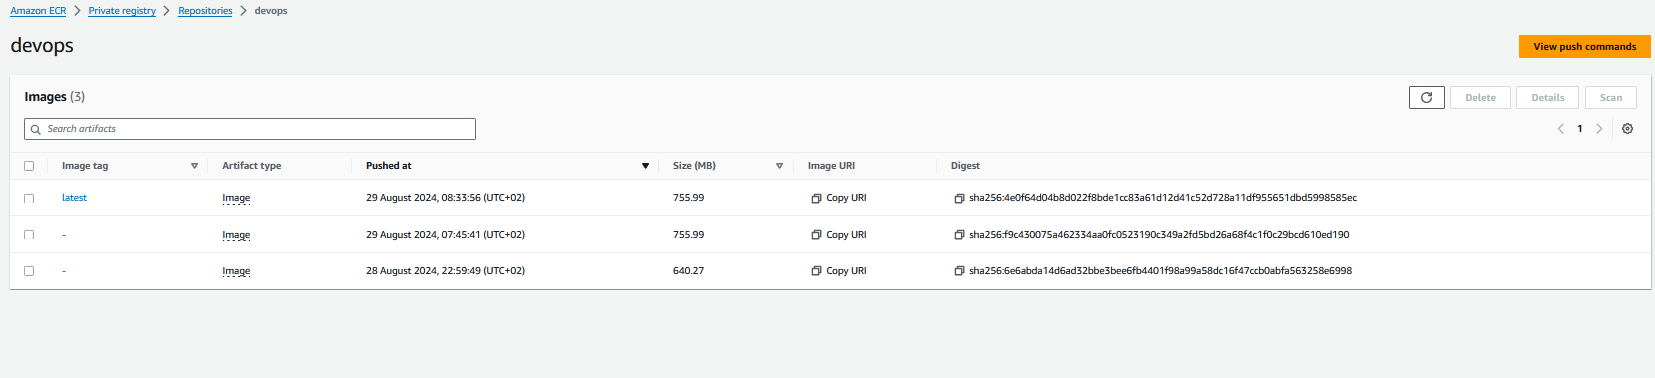 Amazon ECR > Private registry > Repositories > devops
devops
View push commands
Images (3)
Delete Details Scan
Search artifacts
1
Image tag Artifact type Pushed at Size (MB) Image URI Digest
latest Image 29 August 2024, 08:33:56 (UTC+02) 755.99 Copy URI sha256:4e0f64d04b8d022f8bde1cc83a61d12d41c52d728a11df955651dbd5998585ec
- Image 29 August 2024, 07:45:41 (UTC+02) 755.99 Copy URI sha256:f9c430075a462334aa0fc0523190c349a2fd5bd26a68f4c1f0c29bcd610ed190
- Image 28 August 2024, 22:59:49 (UTC+02) 640.27 Copy URI sha256:6e6abda14d6ad32bbe3bee6fb4401f98a99a58dc16f47ccb0abfa563258e6998